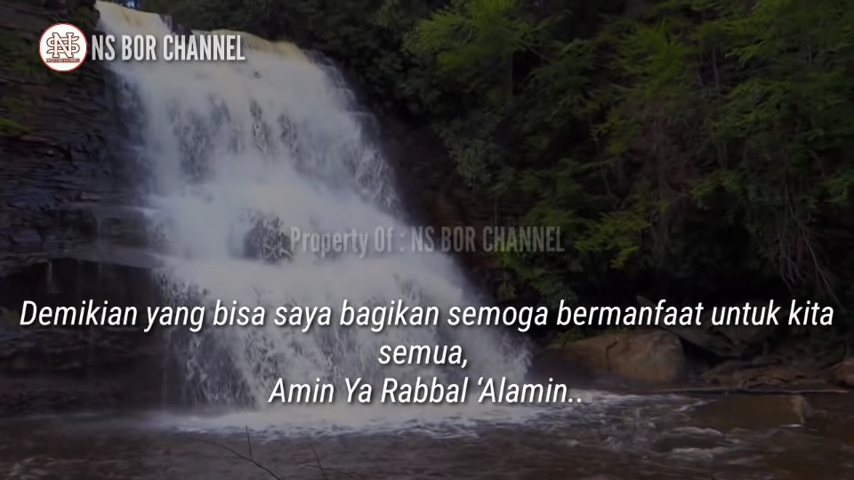 NS BOR CHANNEL
Property Of : NS BOR CHANNEL
Demikian yang bisa saya bagikan semoga bermanfaat untuk kita
semua,
Amin Ya Rabbal ‘Alamin..